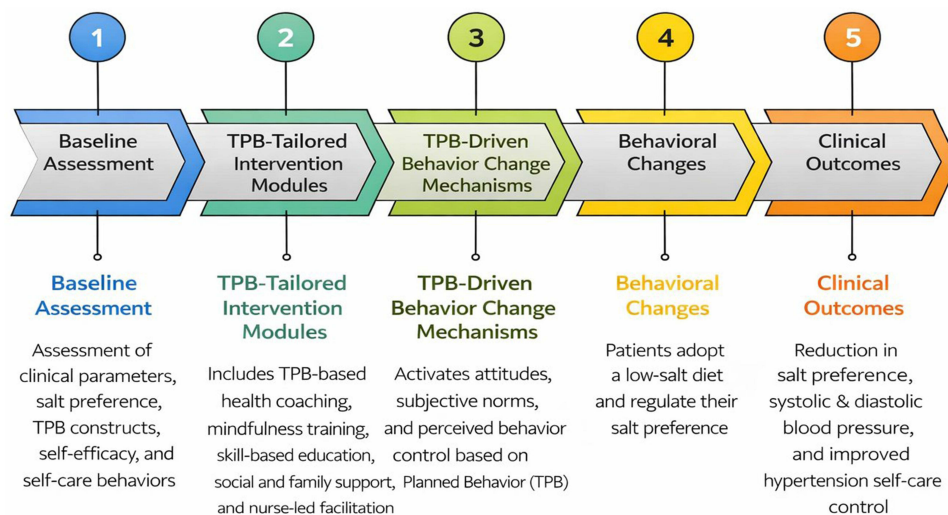 1
2
3
4
5
Baseline
Assessment
TPB-Tailored
Intervention
Modules
TPB-Driven
Behavior Change
Mechanisms
Behavioral
Changes
Clinical
Outcomes
Baseline
Assessment
Assessment of
clinical parameters,
salt preference,
TPB constructs,
self-efficacy, and
self-care behaviors
TPB-Tailored
Intervention
Modules
Includes TPB-based
health coaching,
mindfulness training,
skill-based education,
social and family support,
and nurse-led facilitation
TPB-Driven
Behavior Change
Mechanisms
Activates attitudes,
subjective norms,
and perceived behavior
control based on
Planned Behavior (TPB)
Behavioral
Changes
Patients adopt
a low-salt diet
and regulate their
salt preference
Clinical
Outcomes
Reduction in
salt preference,
systolic & diastolic
blood pressure,
and improved
hypertension self-care
control